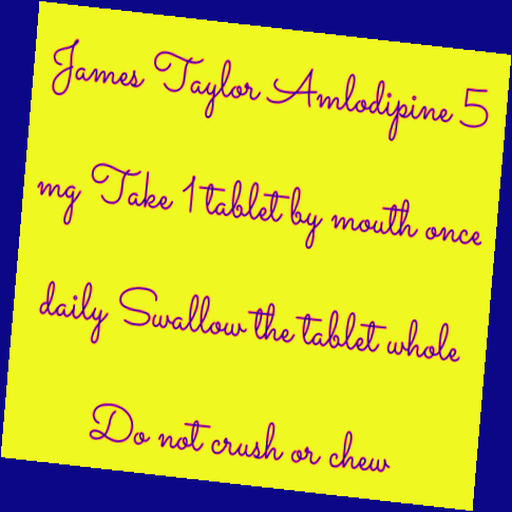 James Taylor Amlodipine 5
mg Take 1 tablet by mouth once
daily Swallow the tablet whole
Do not crush or chew